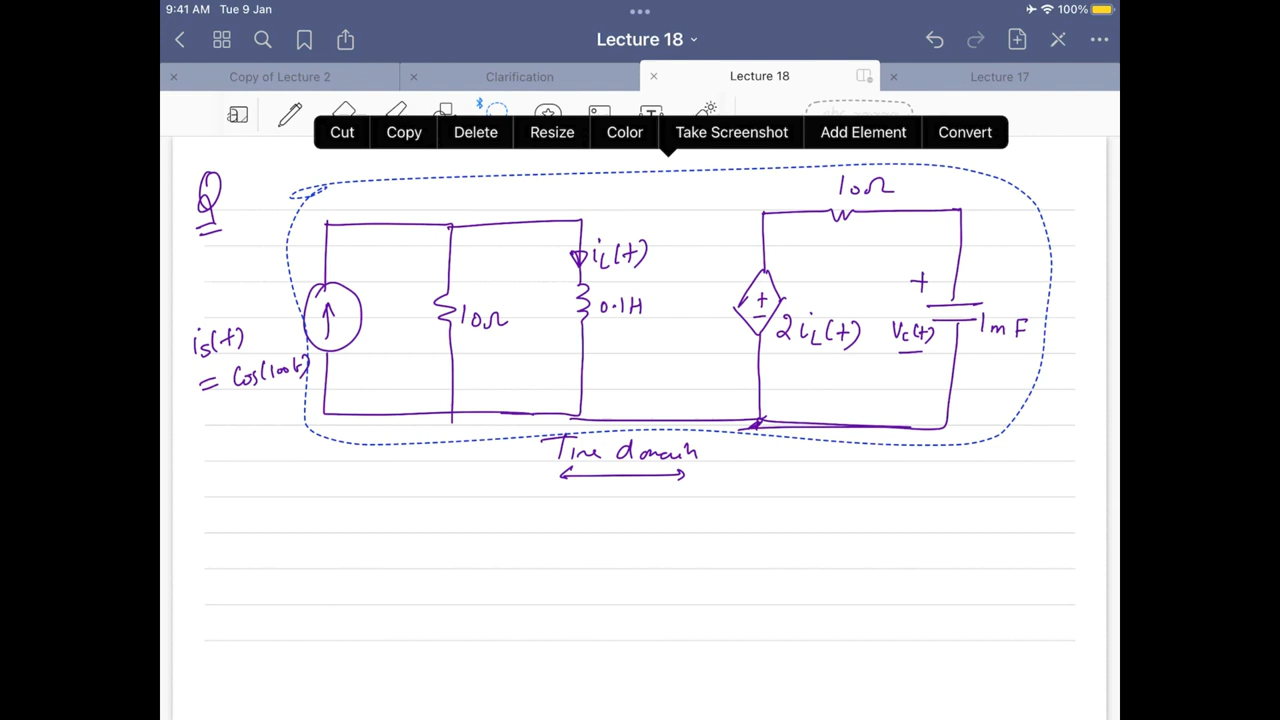 9:41 AM Tue 9 Jan
100%
Lecture 18
Copy of Lecture 2
Clarification
Lecture 18
Lecture 17
Cut
Copy
Delete
Resize
Color
Take Screenshot
Add Element
Convert
Q
10Ω
iL(t)
0.1H
10Ω
is(t)
= Cos(100t)
+
-
2iL(t)
+
Vc(t)
1mF
Time domain